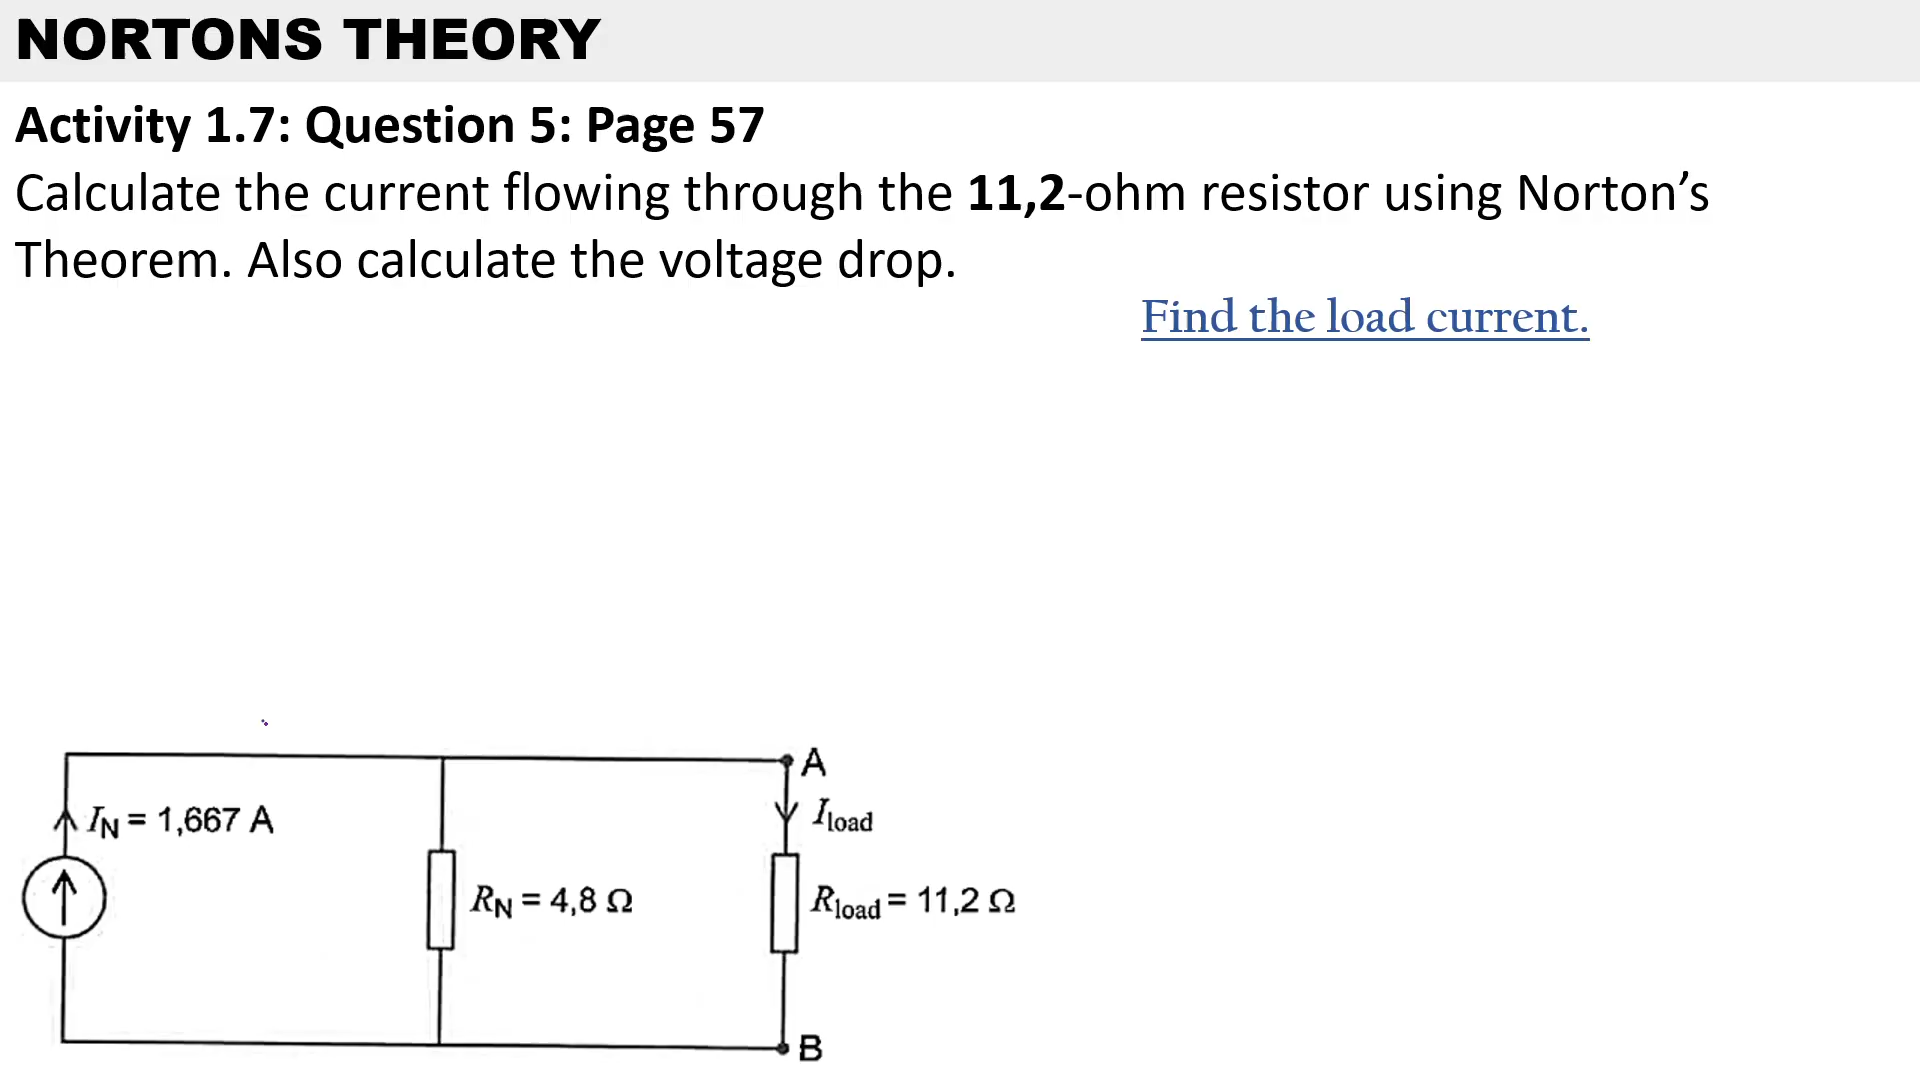 NORTONS THEORY
Activity 1.7: Question 5: Page 57
Calculate the current flowing through the 11,2-ohm resistor using Norton’s
Theorem. Also calculate the voltage drop.
Find the load current.
A
IN = 1,667 A
Iload
RN = 4,8 Ω
Rload = 11,2 Ω
B